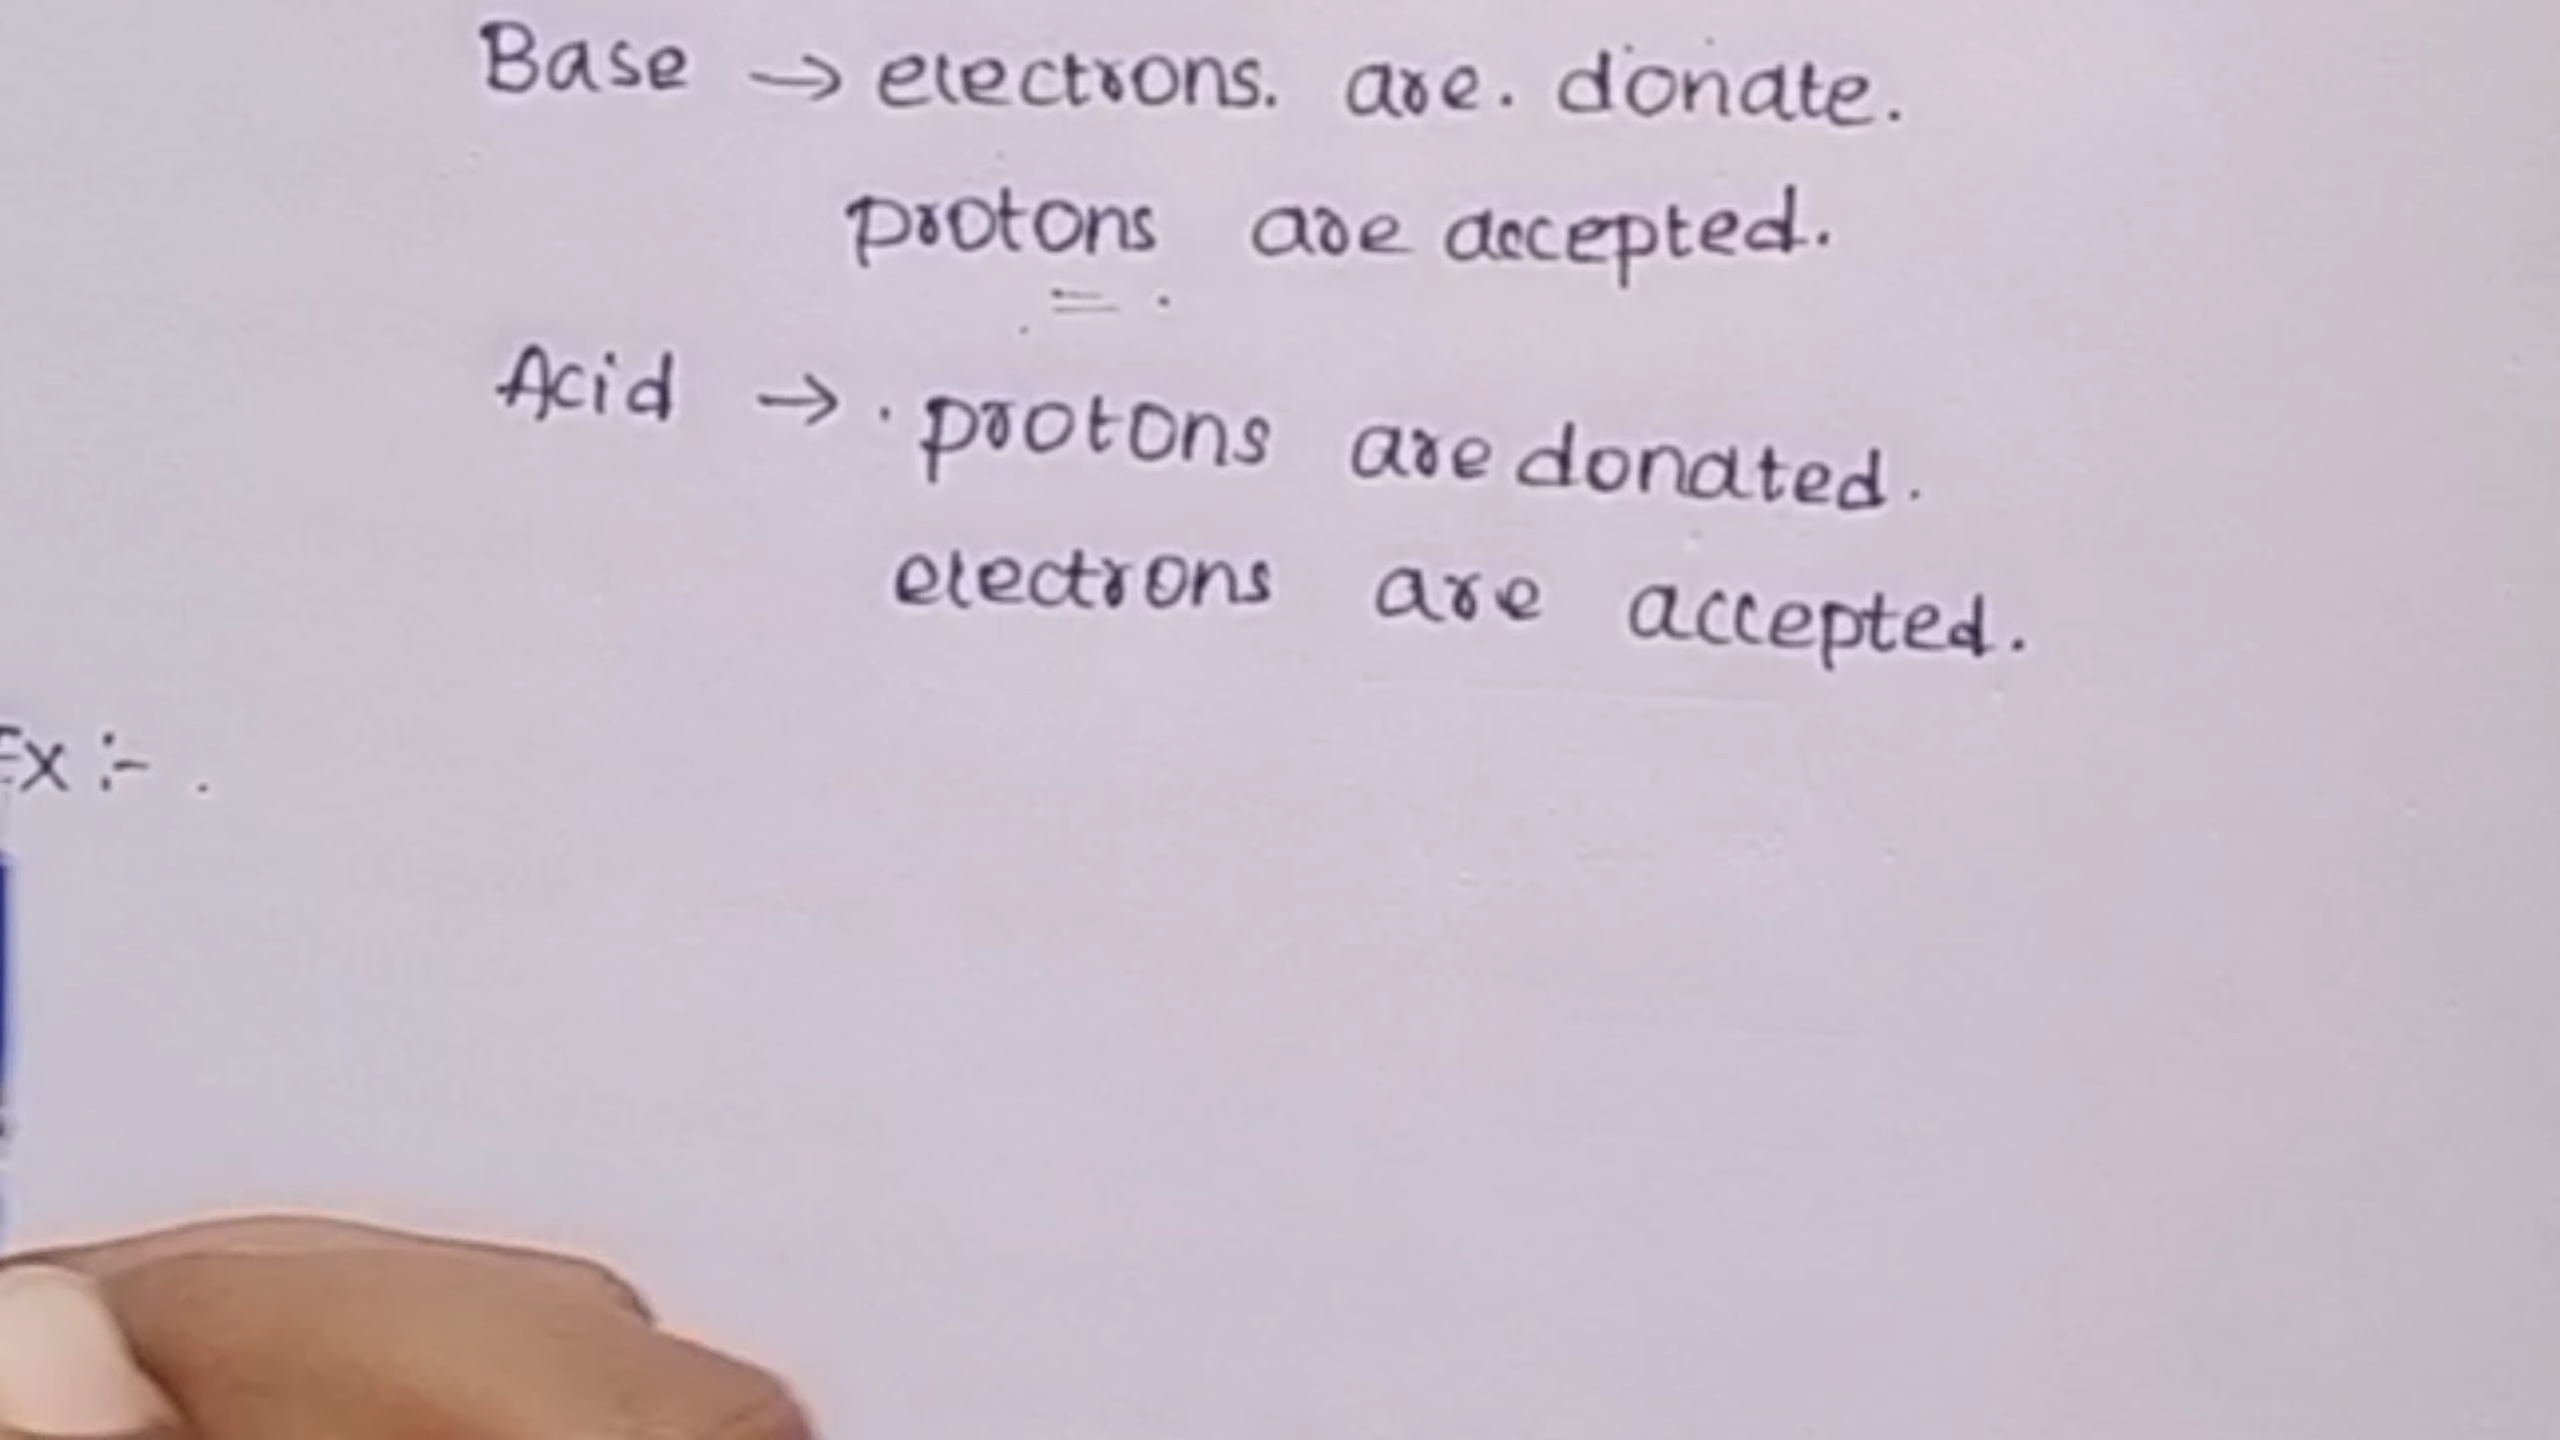 Base → electrons. are. donate.
protons are accepted.
Acid → protons are donated.
electrons are accepted.
Ex :-